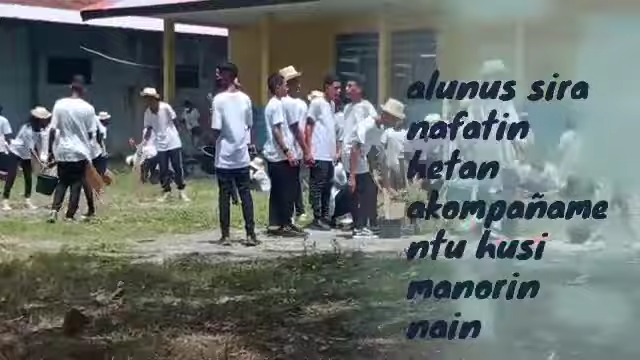 alunus sira
nafatin
hetan
akompañame
ntu husi
manorin
nain